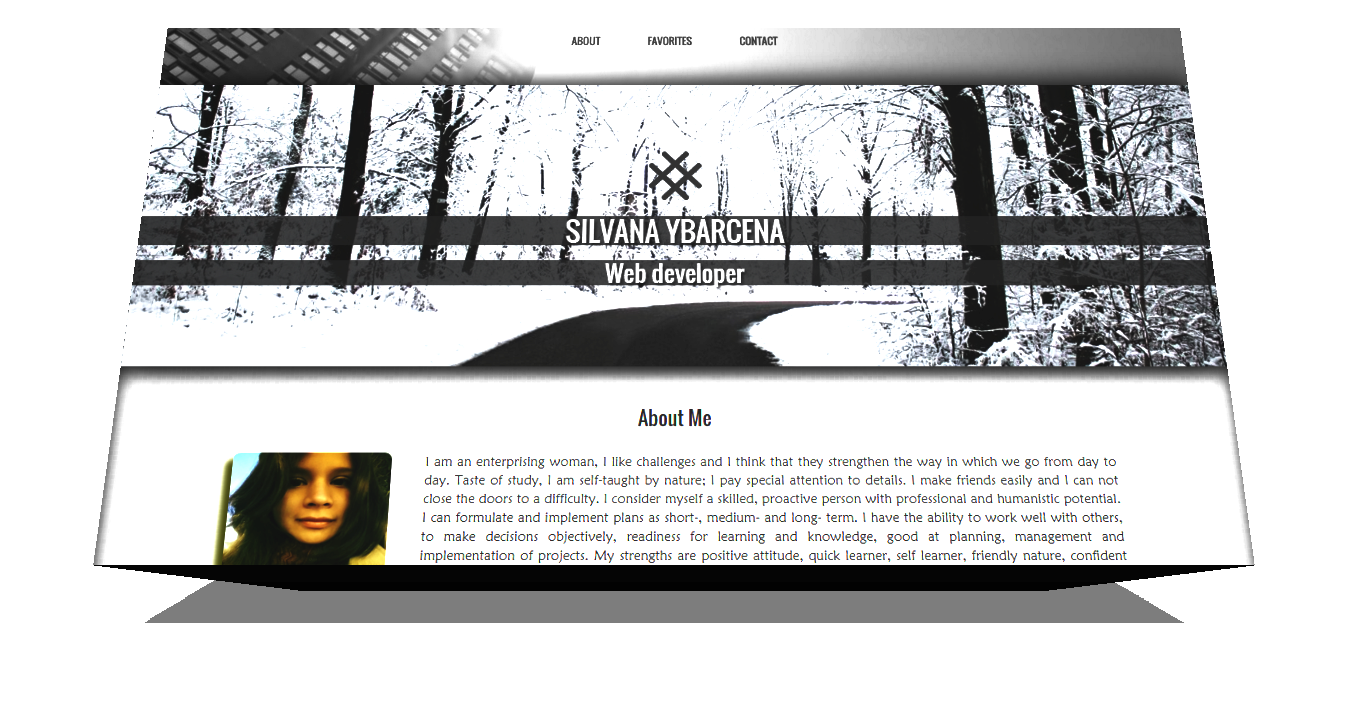 ABOUT FAVORITES CONTACT
SILVANA YBÁRCENA
Web developer
About Me
I am an enterprising woman, I like challenges and I think that they strengthen the way in which we go from day to
day. Taste of study, I am self-taught by nature; I pay special attention to details. I make friends easily and I can not
close the doors to a difficulty. I consider myself a skilled, proactive person with professional and humanistic potential.
I can formulate and implement plans as short-, medium- and long- term. I have the ability to work well with others,
to make decisions objectively, readiness for learning and knowledge, good at planning, management and
implementation of projects. My strengths are positive attitude, quick learner, self learner, friendly nature, confident